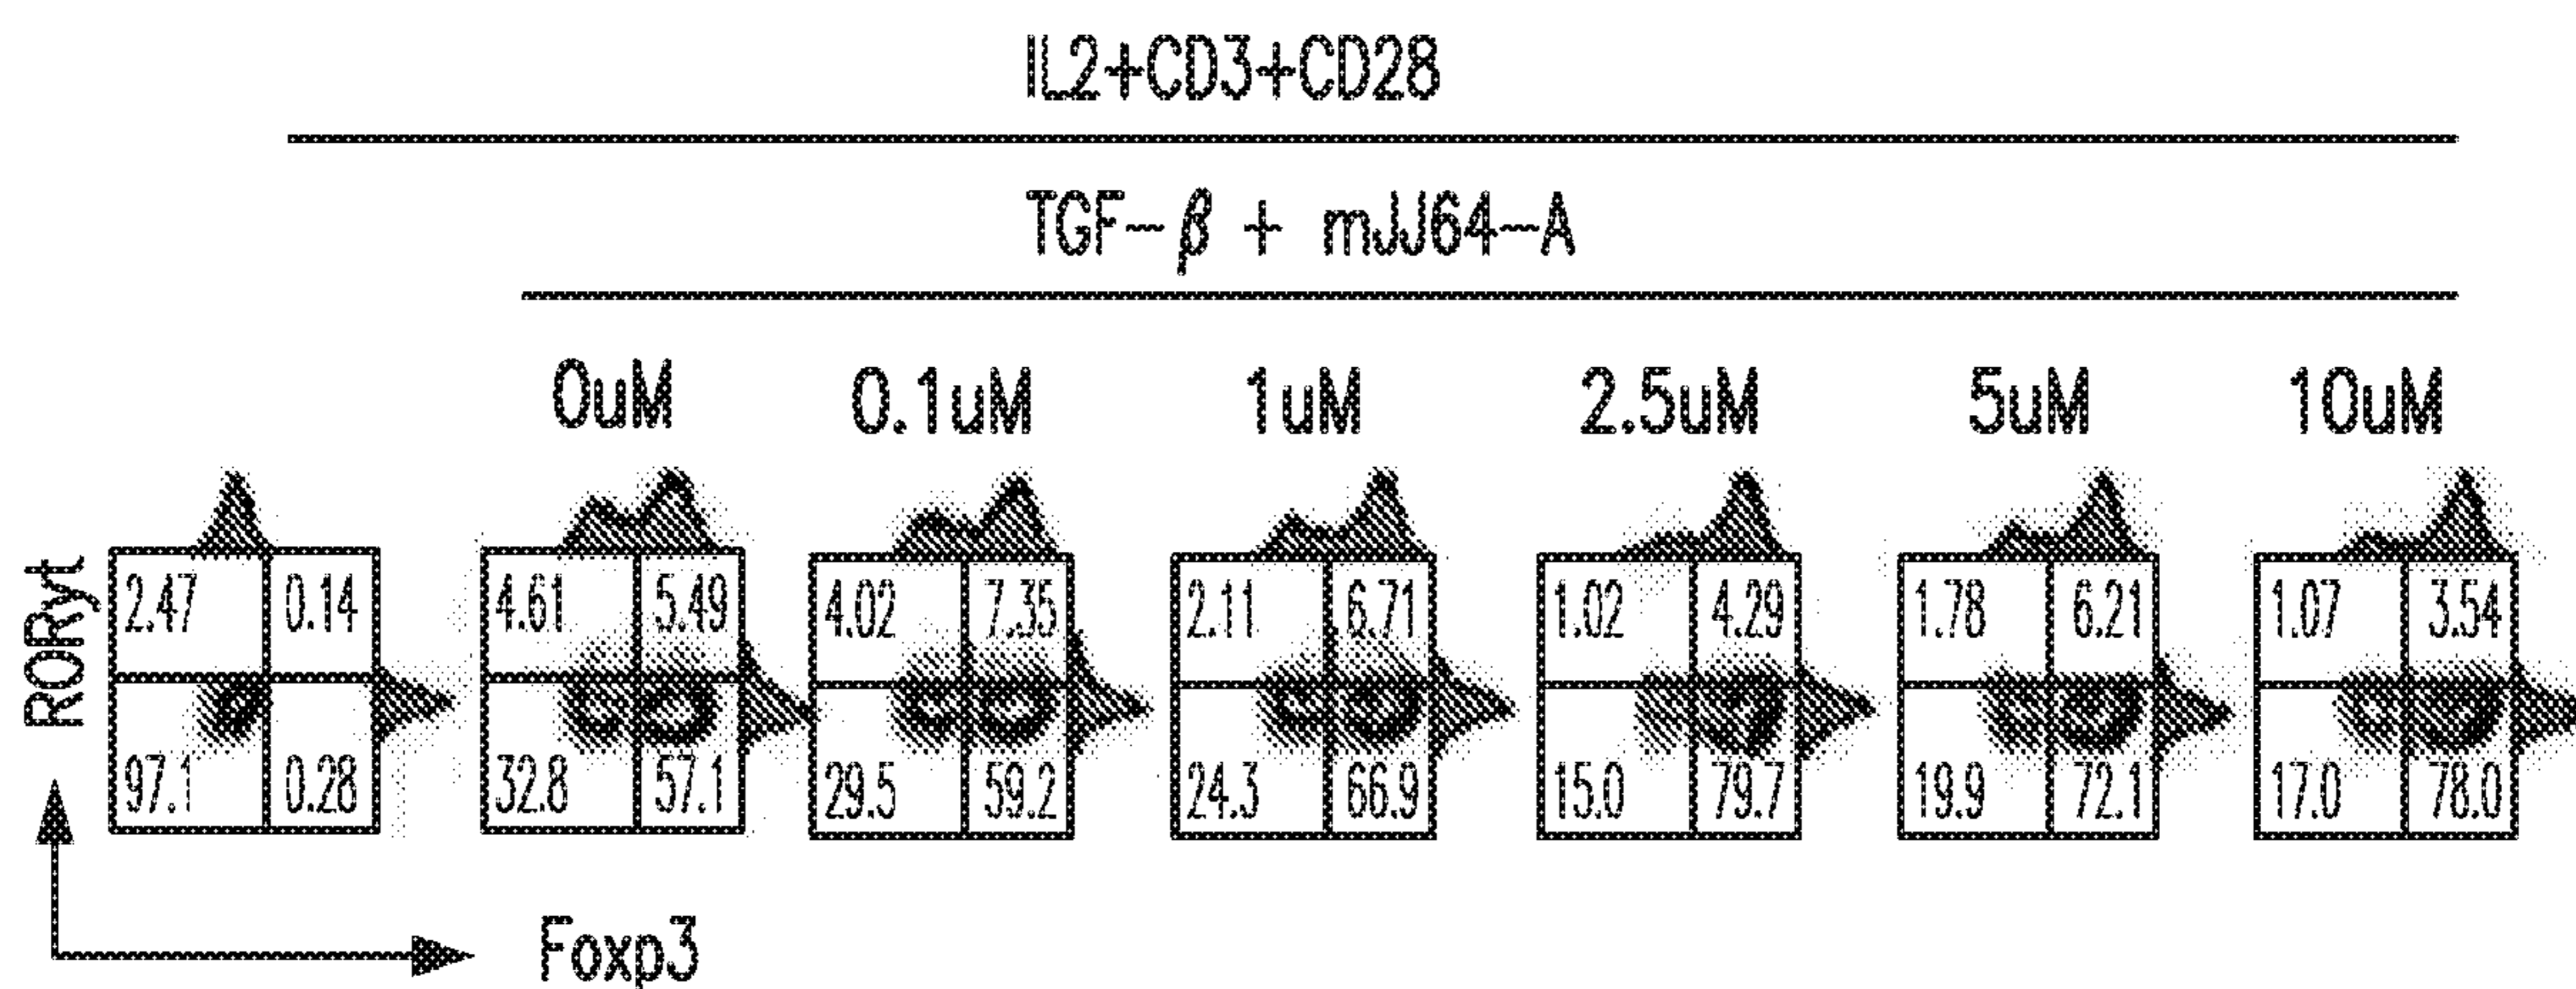 IL2+CD3+CD28
TGF-β + mJJ64-A
0uM 0.1uM 1uM 2.5uM 5uM 10uM
RORγt
2.47 0.14 4.61 5.49 4.02 7.35 2.11 6.71 1.02 4.29 1.78 6.21 1.07 3.54
97.1 0.28 32.8 57.1 29.5 59.2 24.3 66.9 15.0 79.7 19.9 72.1 17.0 78.0
Foxp3